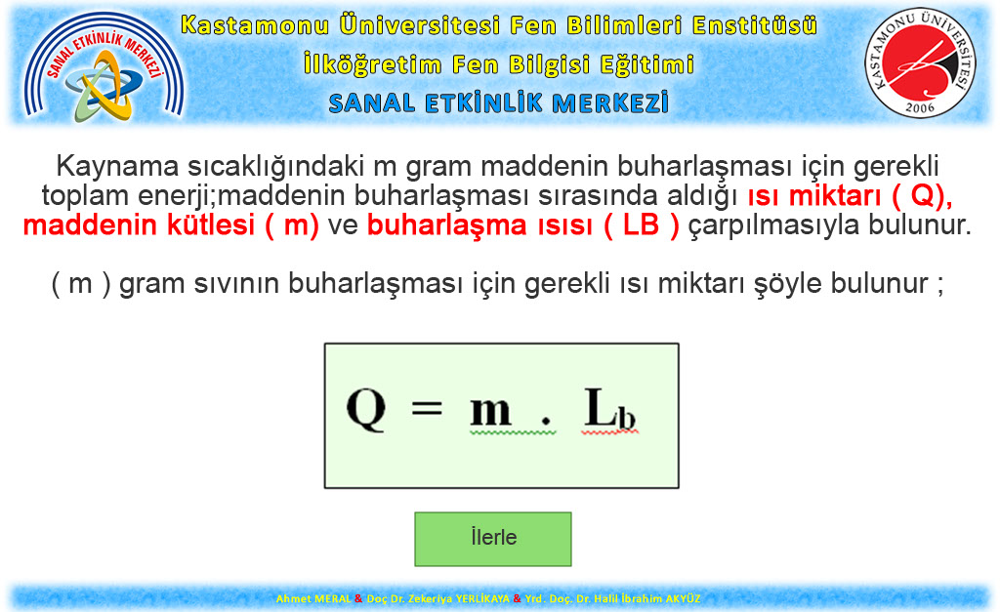 Kastamonu Üniversitesi Fen Bilimleri Enstitüsü
İlköğretim Fen Bilgisi Eğitimi
SANAL ETKİNLİK MERKEZİ
SANAL ETKİNLİK MERKEZİ
KASTAMONU ÜNİVERSİTESİ
2006
Kaynama sıcaklığındaki m gram maddenin buharlaşması için gerekli
toplam enerji;maddenin buharlaşması sırasında aldığı ısı miktarı ( Q),
maddenin kütlesi ( m) ve buharlaşma ısısı ( LB ) çarpılmasıyla bulunur.
( m ) gram sıvının buharlaşması için gerekli ısı miktarı şöyle bulunur ;
Q = m . Lb
İlerle
Ahmet MERAL & Doç Dr. Zekeriya YERLİKAYA & Yrd. Doç. Dr. Halil İbrahim AKYÜZ